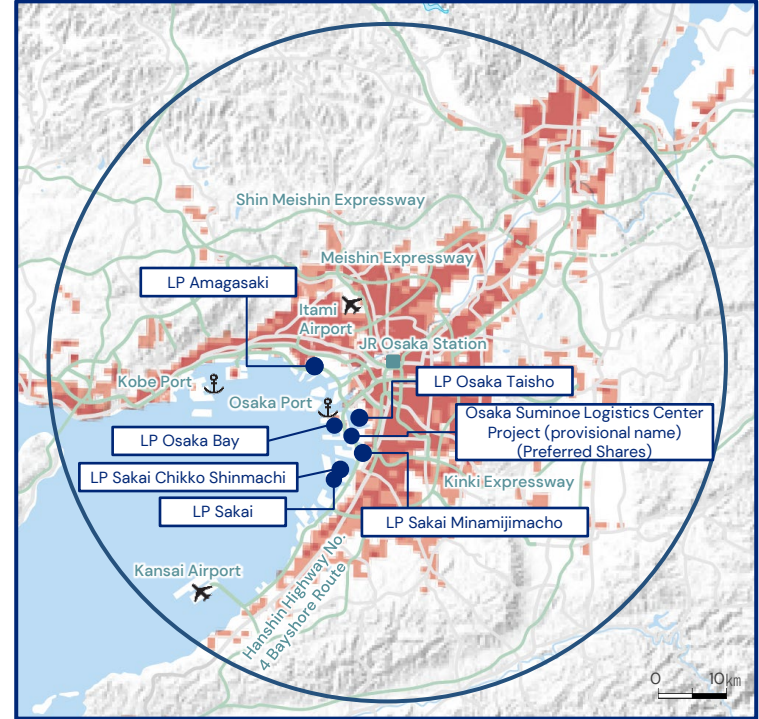 Shin Meishin Expressway
Meishin Expressway
LP Amagasaki
Itami
Airport
JR Osaka Station
Kobe Port
LP Osaka Taisho
Osaka Port
Osaka Suminoe Logistics Center
Project (provisional name)
(Preferred Shares)
LP Osaka Bay
LP Sakai Chikko Shinmachi
Kinki Expressway
LP Sakai
LP Sakai Minamijimacho
Hanshin Highway No.
4 Bayshore Route
Kansai Airport
0 10㎞